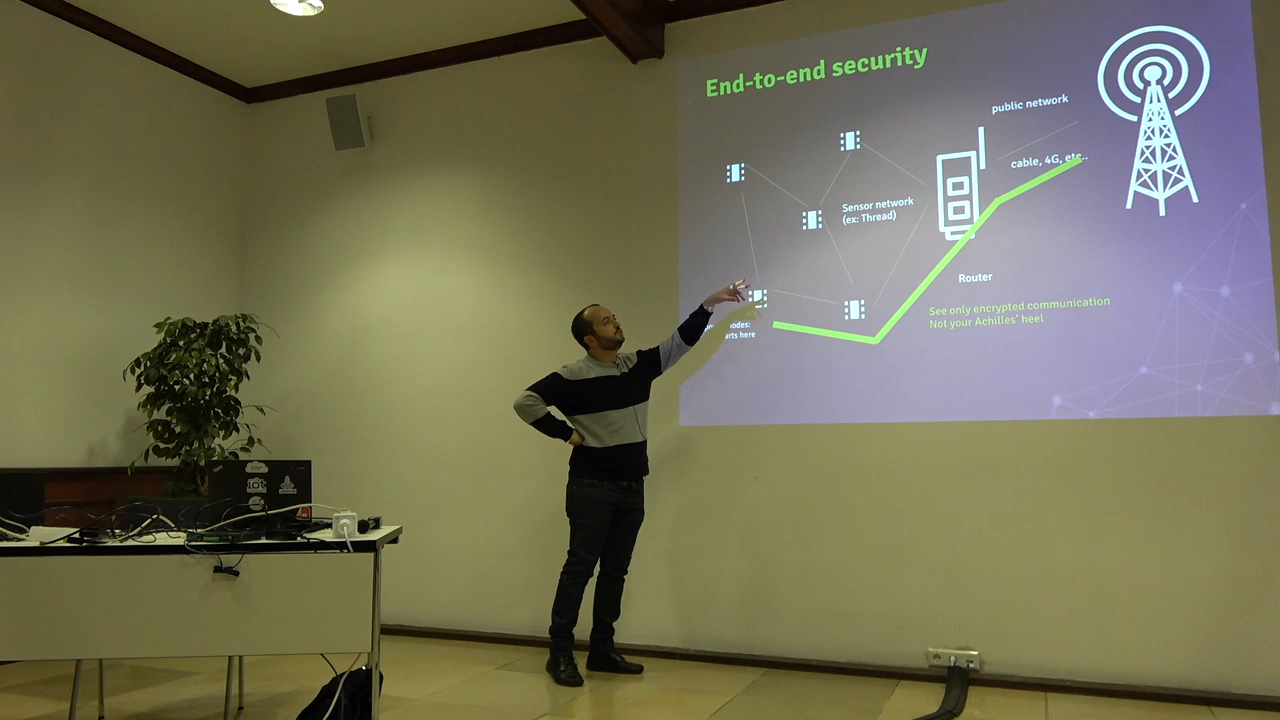 End-to-end security
public network
cable, 4G, etc..
Sensor network
(ex: Thread)
Router
See only encrypted communication
Not your Achilles' heel
odes:
arts here
IoT